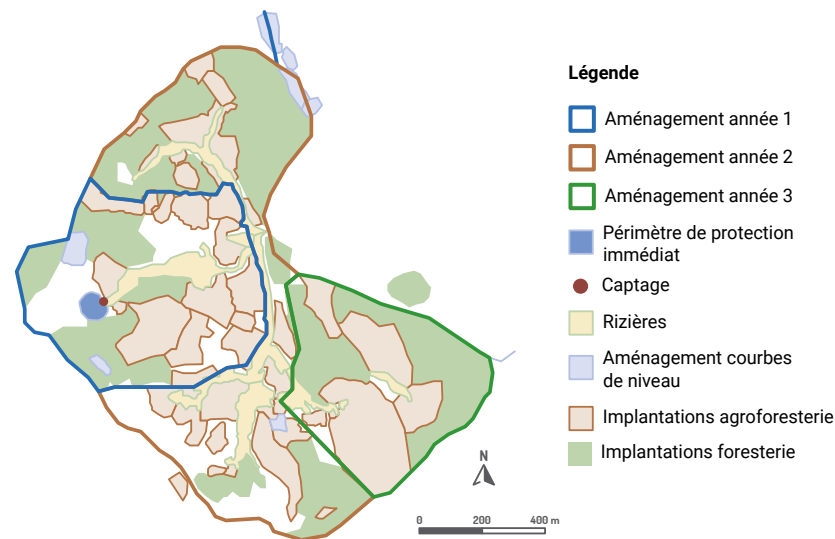 Légende
Aménagement année 1
Aménagement année 2
Aménagement année 3
Périmètre de protection
immédiat
Captage
Rizières
Aménagement courbes
de niveau
Implantations agroforesterie
Implantations foresterie
N
0 200 400 m